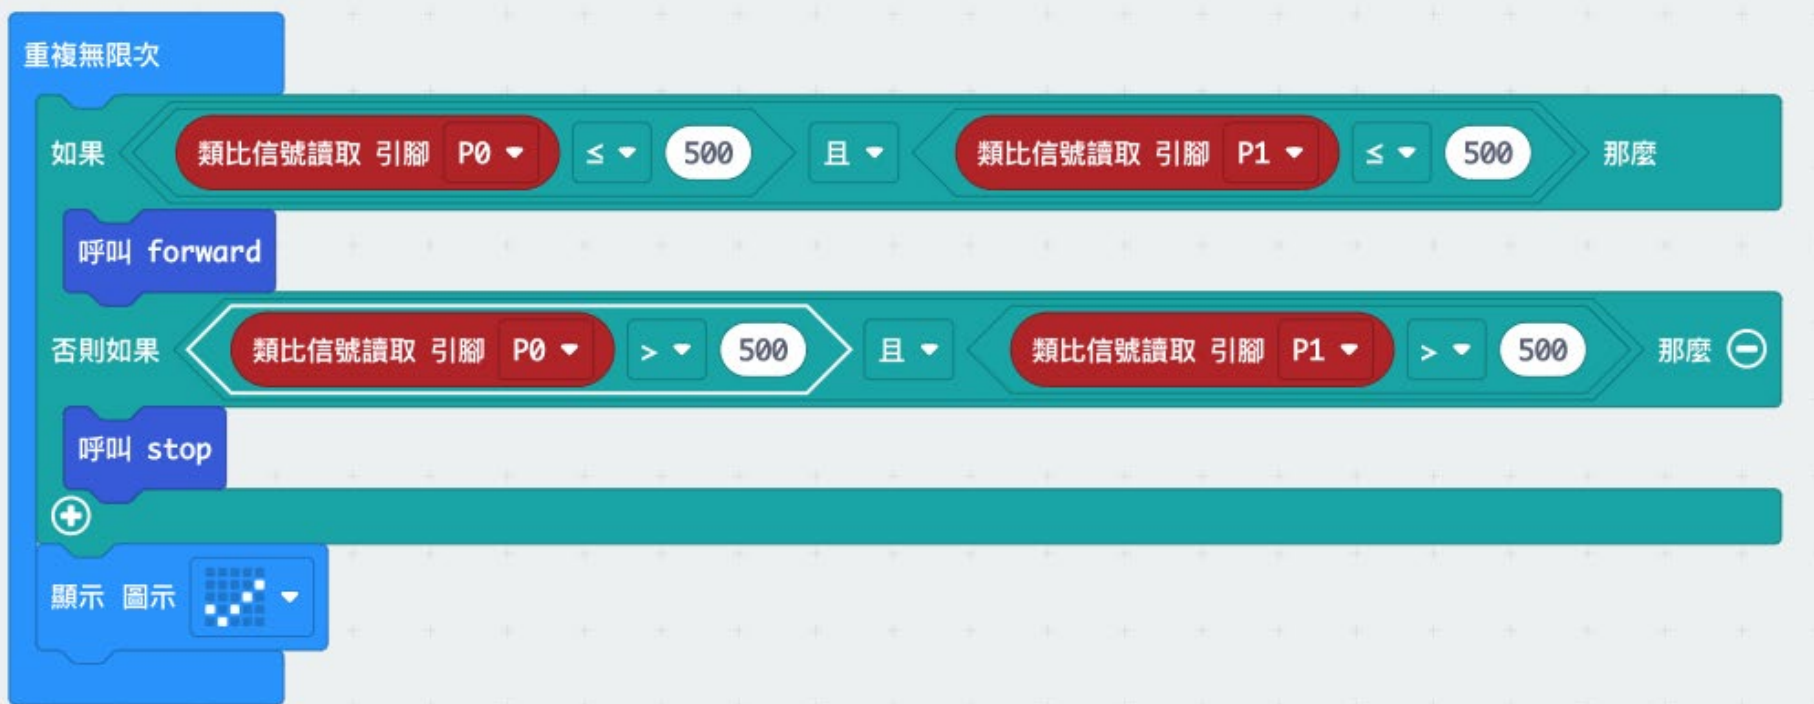 重複無限次
如果 類比信號讀取 引腳 P0 ≤ 500 且 類比信號讀取 引腳 P1 ≤ 500 那麼
呼叫 forward
否則如果 類比信號讀取 引腳 P0 > 500 且 類比信號讀取 引腳 P1 > 500 那麼
呼叫 stop
顯示 圖示